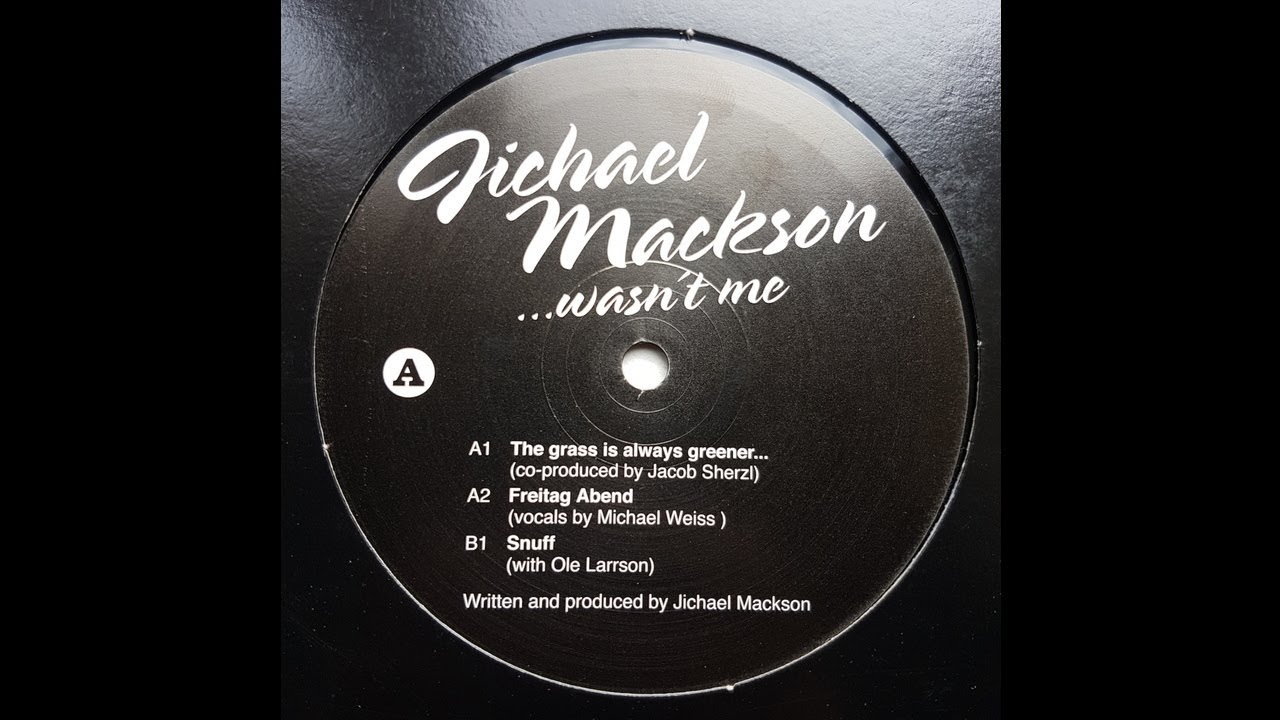 Jichael
Mackson
...wasn't me
A
A1 The grass is always greener...
(co-produced by Jacob Sherzl)
A2 Freitag Abend
(vocals by Michael Weiss )
B1 Snuff
(with Ole Larrson)
Written and produced by Jichael Mackson